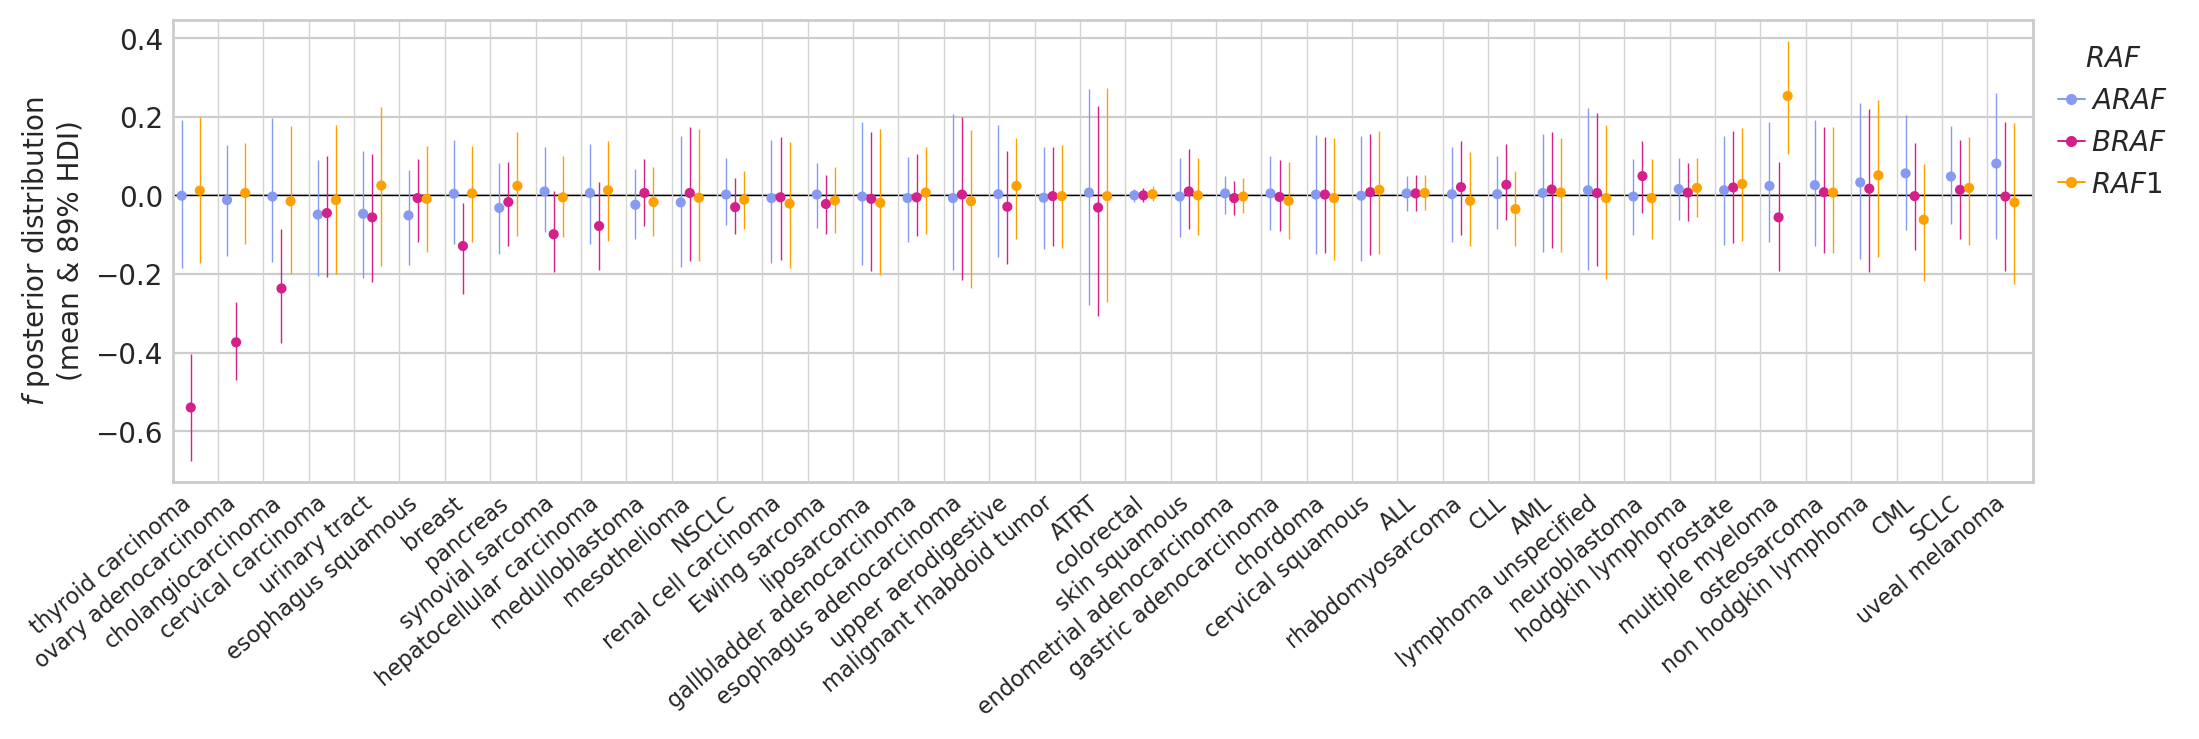 f posterior distribution
(mean & 89% HDI)
0.4
0.2
0.0
−0.2
−0.4
−0.6
thyroid carcinoma
ovary adenocarcinoma
cholangiocarcinoma
cervical carcinoma
urinary tract
esophagus squamous
breast
pancreas
synovial sarcoma
hepatocellular carcinoma
medulloblastoma
mesothelioma
NSCLC
renal cell carcinoma
Ewing sarcoma
liposarcoma
gallbladder adenocarcinoma
esophagus adenocarcinoma
upper aerodigestive
malignant rhabdoid tumor
ATRT
colorectal
skin squamous
endometrial adenocarcinoma
gastric adenocarcinoma
chordoma
cervical squamous
ALL
rhabdomyosarcoma
CLL
AML
lymphoma unspecified
neuroblastoma
hodgkin lymphoma
prostate
multiple myeloma
osteosarcoma
non hodgkin lymphoma
CML
SCLC
uveal melanoma
RAF
ARAF
BRAF
RAF1